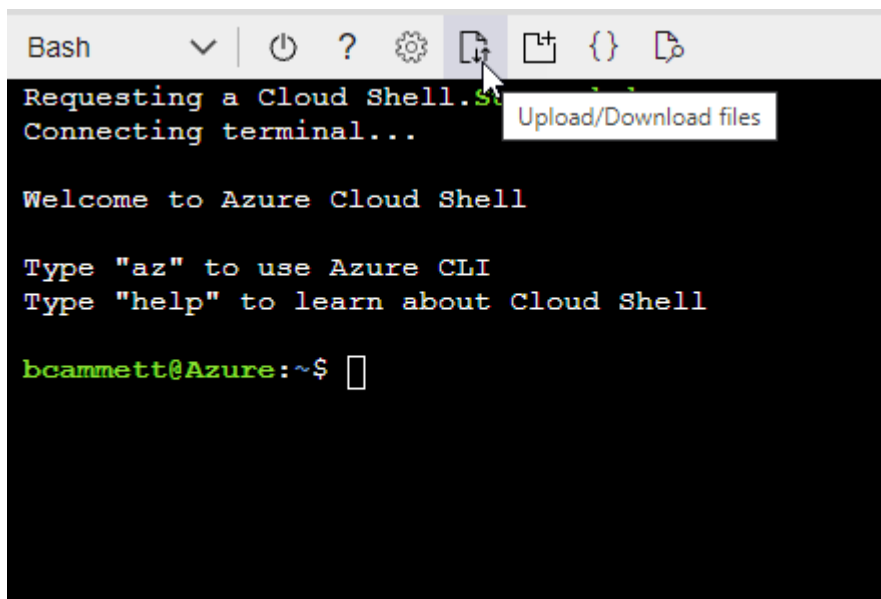 Bash ?  {}
Requesting a Cloud Shell.
Upload/Download files
Connecting terminal...
Welcome to Azure Cloud Shell
Type "az" to use Azure CLI
Type "help" to learn about Cloud Shell
bcammett@Azure:~$